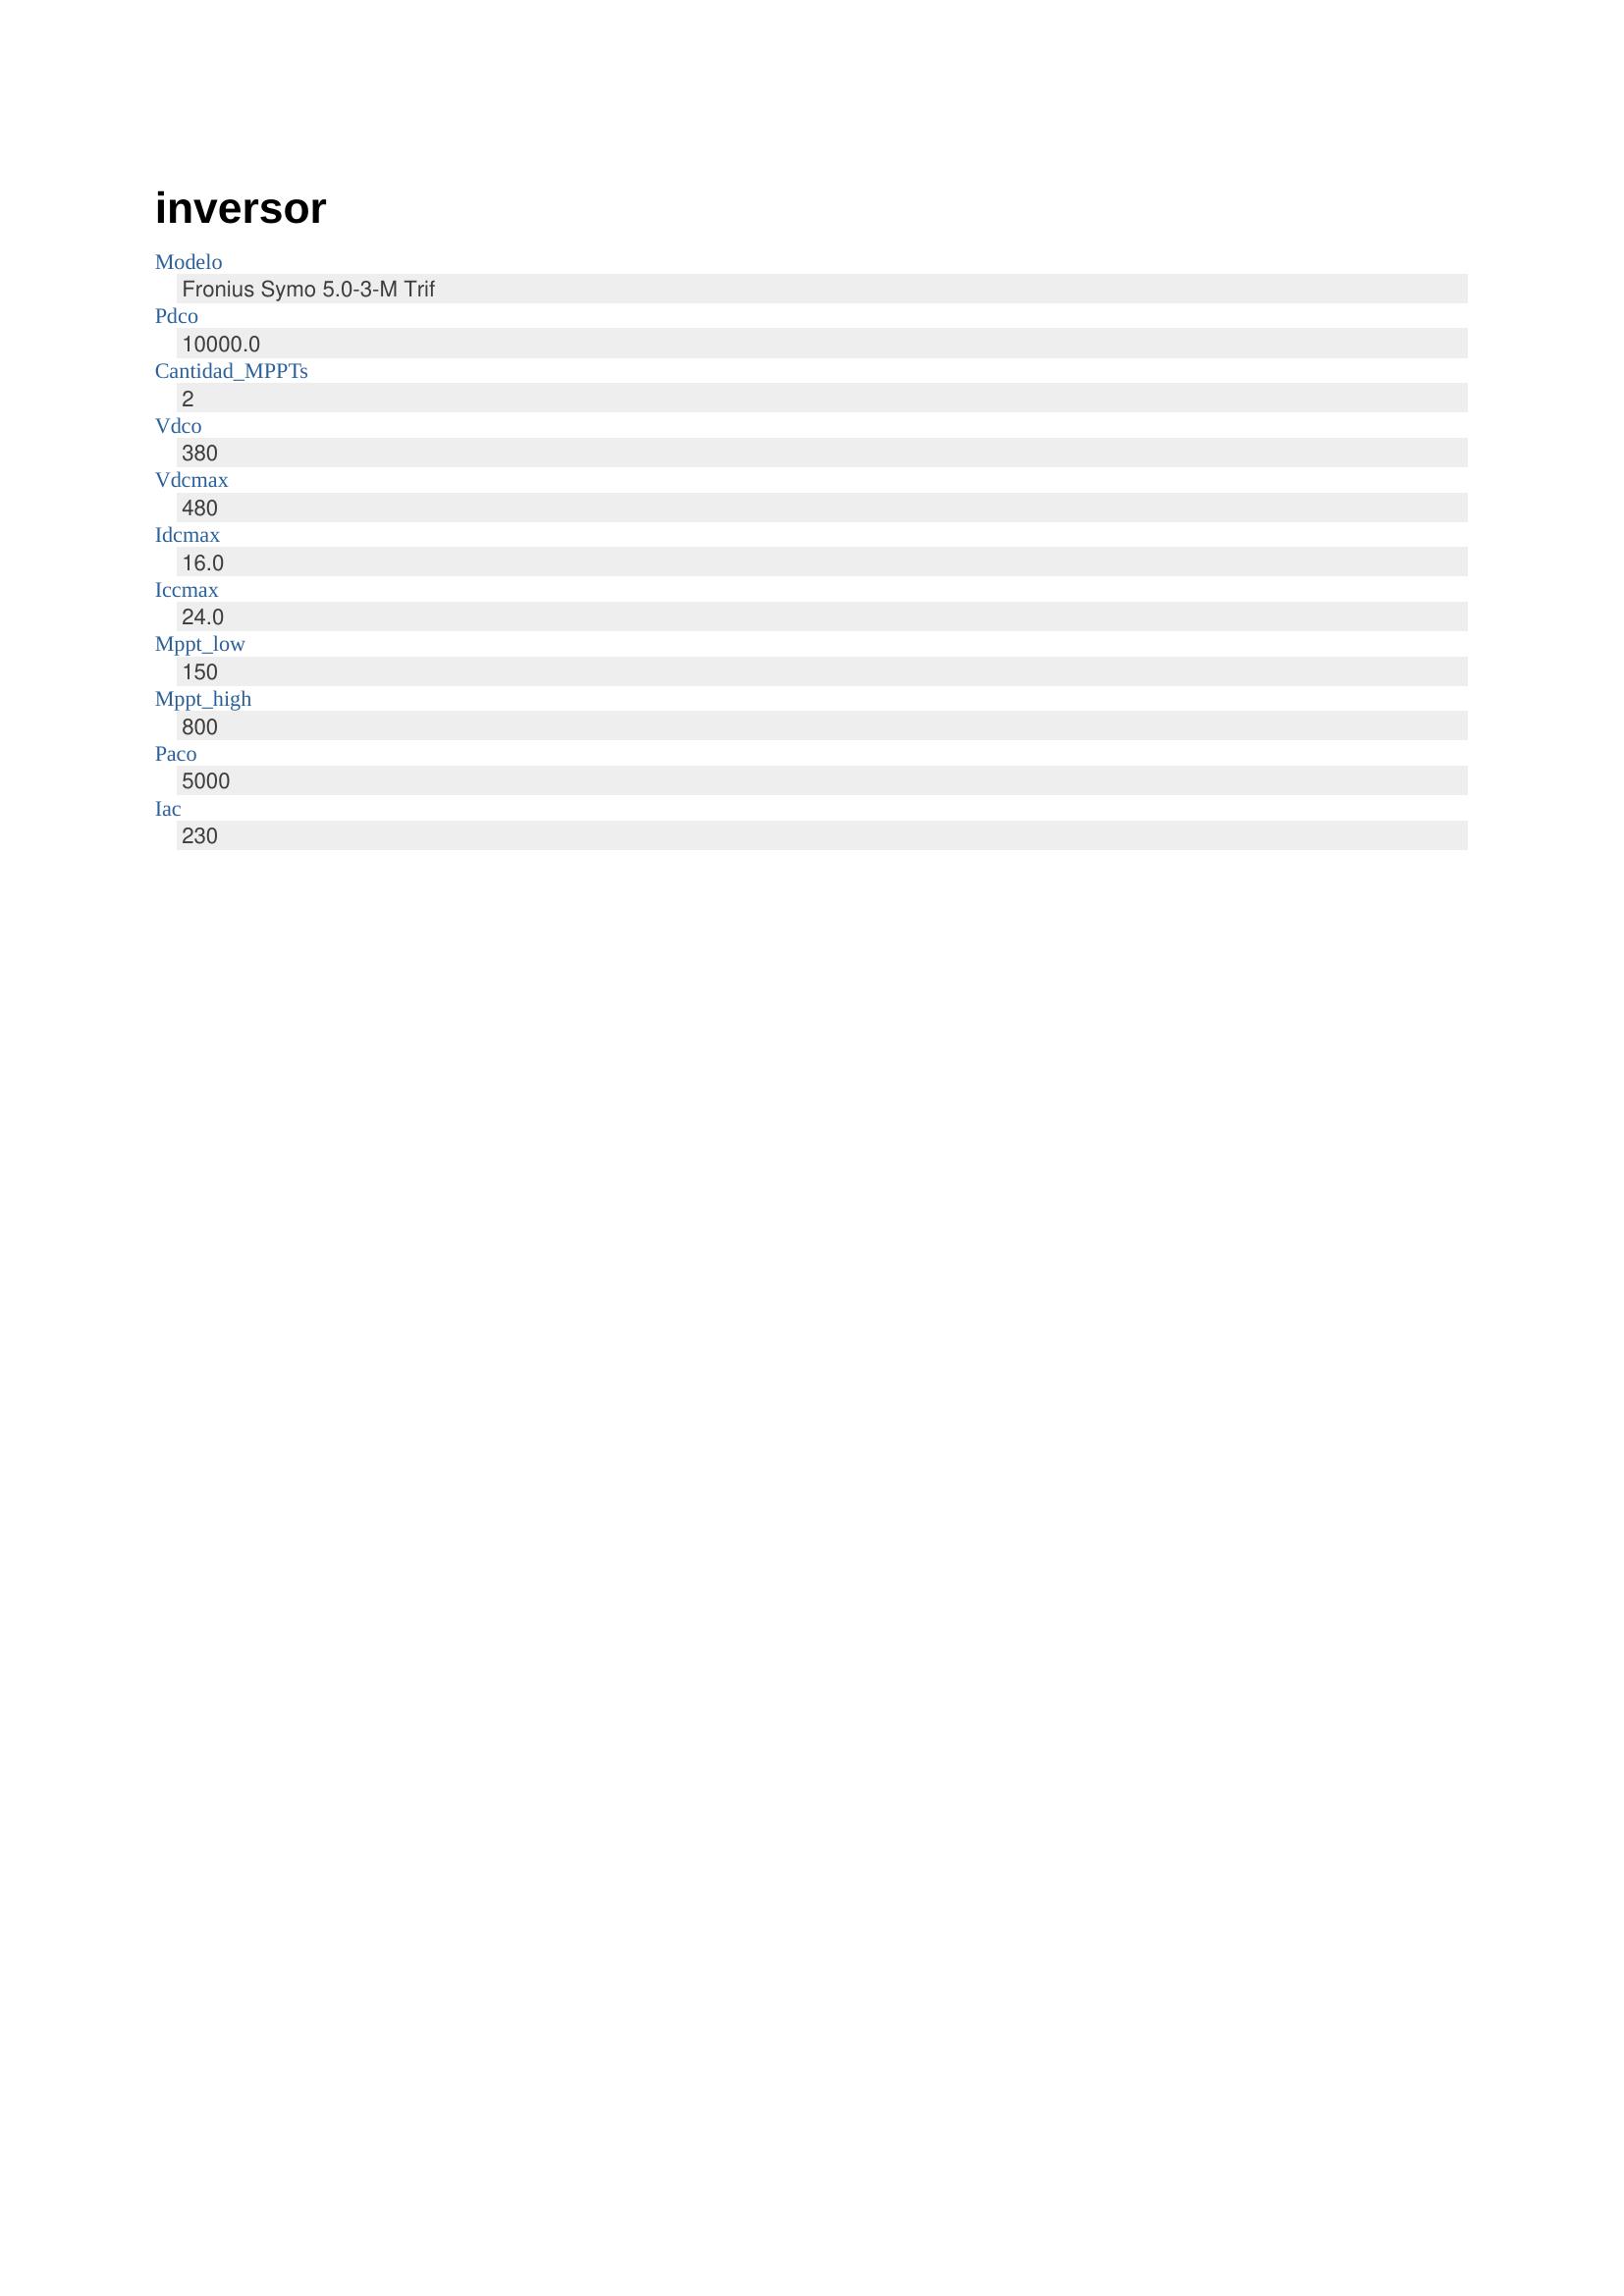 inversor
Modelo
Fronius Symo 5.0-3-M Trif
Pdco
10000.0
Cantidad_MPPTs
2
Vdco
380
Vdcmax
480
Idcmax
16.0
Iccmax
24.0
Mppt_low
150
Mppt_high
800
Paco
5000
Iac
230